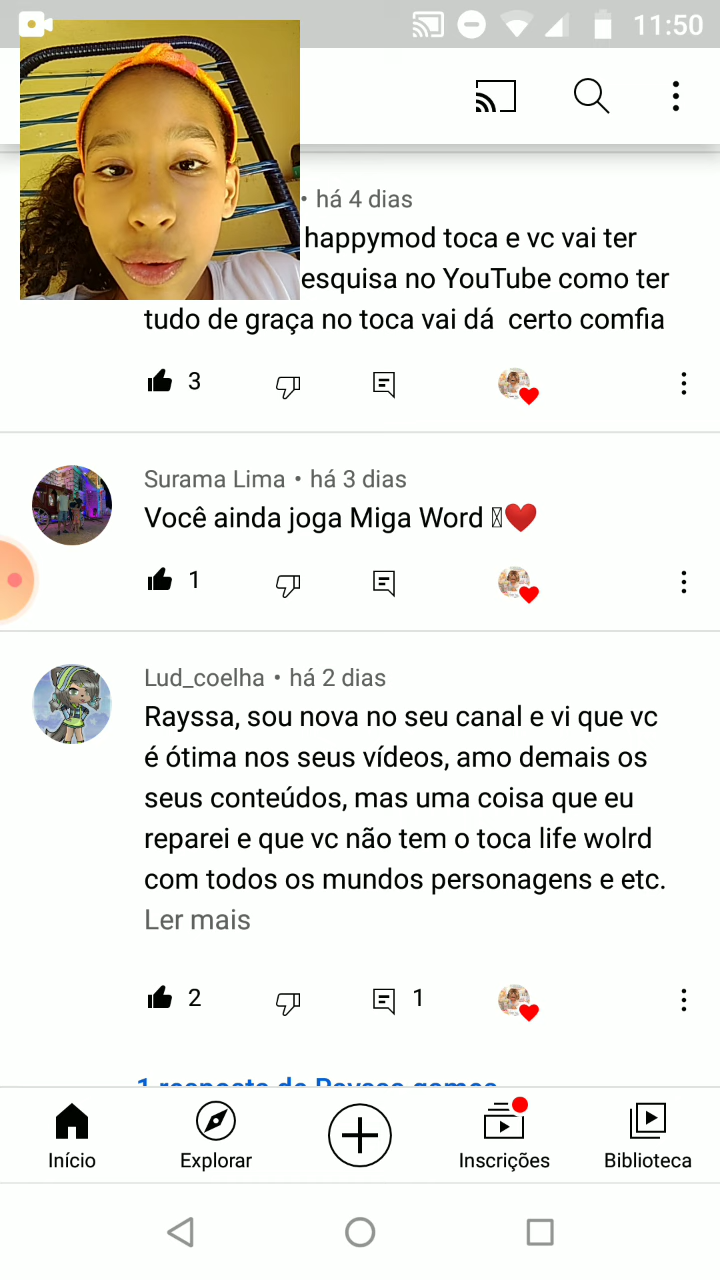 11:50
• há 4 dias
happymod toca e vc vai ter
esquisa no YouTube como ter
tudo de graça no toca vai dá certo comfia
3
Surama Lima • há 3 dias
Você ainda joga Miga Word ❤️
1
Lud_coelha • há 2 dias
Rayssa, sou nova no seu canal e vi que vc
é ótima nos seus vídeos, amo demais os
seus conteúdos, mas uma coisa que eu
reparei e que vc não tem o toca life wolrd
com todos os mundos personagens e etc.
Ler mais
2 1
1 resposta de Rayssa games
Início Explorar Inscrições Biblioteca